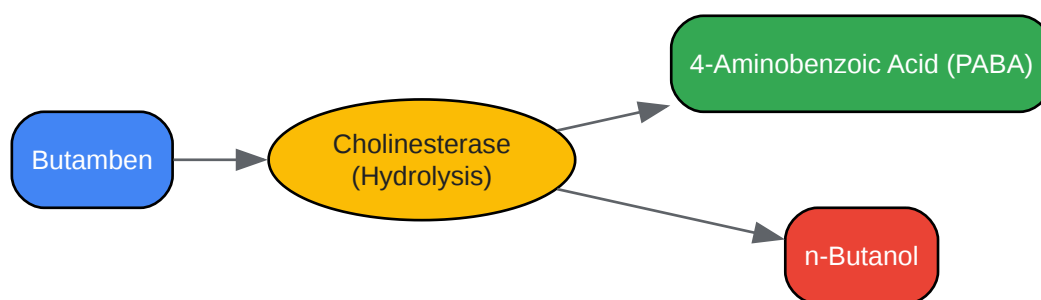 Butamben
Cholinesterase
(Hydrolysis)
4-Aminobenzoic Acid (PABA)
n-Butanol